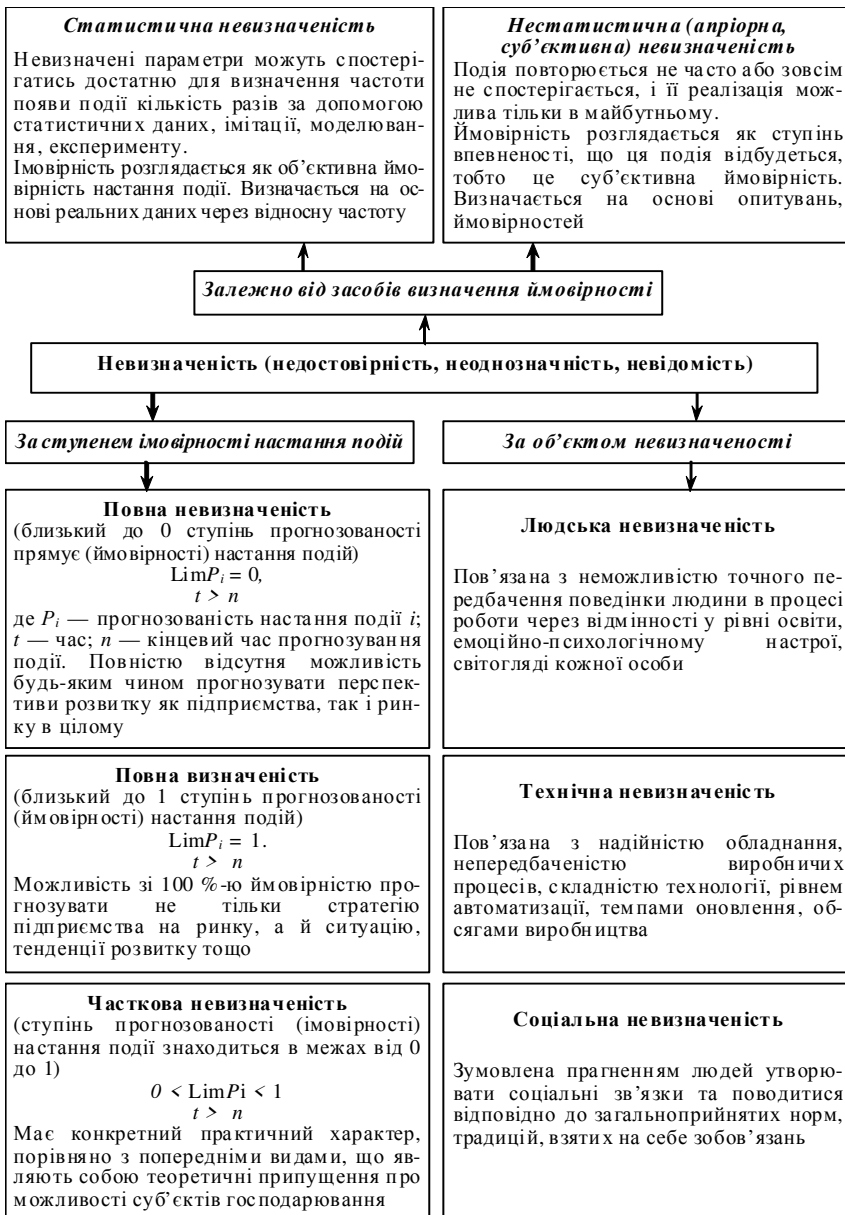 Статистична невизначеність
Невизначені параметри можуть спостері-
гатись достатню для визначення частоти
появи події кількість разів за допомогою
статистичних даних, імітації, моделюван-
ня, експерименту.
Імовірність розглядається як об’єктивна ймо-
вірність настання події. Визначається на ос-
нові реальних даних через відносну частоту
Нестатистична (апріорна,
суб’єктивна) невизначеність
Подія повторюється не часто або зовсім
не спостерігається, і її реалізація мож-
лива тільки в майбутньому.
Ймовірність розглядається як ступінь
впевненості, що ця подія відбудеться,
тобто це суб’єктивна ймовірність.
Визначається на основі опитувань,
ймовірностей
Залежно від засобів визначення ймовірності
Невизначеність (недостовірність, неоднозначність, невідомість)
За ступенем імовірності настання подій
За об’єктом невизначеності
Повна невизначеність
(близький до 0 ступінь прогнозованості
прямує (ймовірності) настання подій)
LimPi = 0,
t > n
де Pi — прогнозованість настання події i;
t — час; n — кінцевий час прогнозування
події. Повністю відсутня можливість
будь-яким чином прогнозувати перспек-
тиви розвитку як підприємства, так і рин-
ку в цілому
Людська невизначеність
Пов’язана з неможливістю точного пе-
редбачення поведінки людини в процесі
роботи через відмінності у рівні освіти,
емоційно-психологічному настрої,
світогляді кожної особи
Повна визначеність
(близький до 1 ступінь прогнозованості
(ймовірності) настання подій)
LimPi = 1.
t > n
Можливість зі 100 %-ю ймовірністю про-
гнозувати не тільки стратегію
підприємства на ринку, а й ситуацію,
тенденції розвитку тощо
Технічна невизначеність
Пов’язана з надійністю обладнання,
непередбаченістю виробничих
процесів, складністю технології, рівнем
автоматизації, темпами оновлення, об-
сягами виробництва
Часткова невизначеність
(ступінь прогнозованості (імовірності)
настання події знаходиться в межах від 0
до 1)
0 < LimPi < 1
t > n
Має конкретний практичний характер,
порівняно з попередніми видами, що яв-
ляють собою теоретичні припущення про
можливості суб’єктів господарювання
Соціальна невизначеність
Зумовлена прагненням людей утворю-
вати соціальні зв’язки та поводитися
відповідно до загальноприйнятих норм,
традицій, взятих на себе зобов’язань